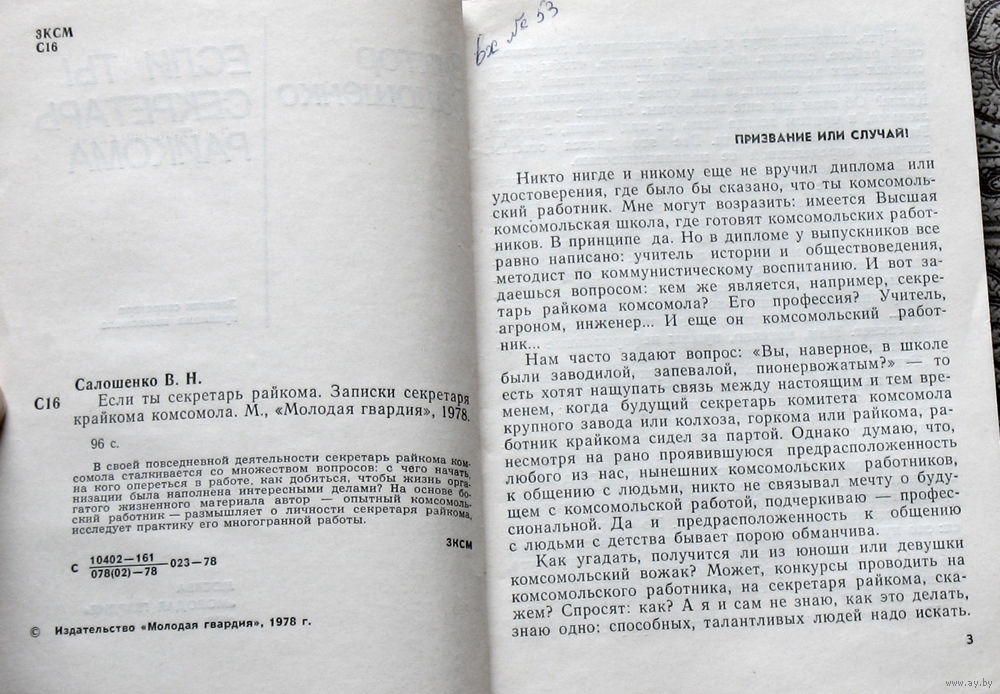 ЗКСМ
С16
Салошенко В. Н.
С16 Если ты секретарь райкома. Записки секретаря
крайкома комсомола. М., «Молодая гвардия», 1978.
96 с.
В своей повседневной деятельности секретарь райкома ком-
сомола сталкивается со множеством вопросов: с чего начать,
на кого опереться в работе, как добиться, чтобы жизнь орга-
низации была наполнена интересными делами? На основе бо-
гатого жизненного материала автор — опытный комсомоль-
ский работник — размышляет о личности секретаря райкома,
исследует практику его многогранной работы.
ЗКСМ
С 10402—161
078(02)—78 —023—78
© Издательство «Молодая гвардия», 1978 г.
вх № 53
ПРИЗВАНИЕ ИЛИ СЛУЧАЙ?
Никто нигде и никому еще не вручил диплома или
удостоверения, где было бы сказано, что ты комсомоль-
ский работник. Мне могут возразить: имеется Высшая
комсомольская школа, где готовят комсомольских работ-
ников. В принципе да. Но в дипломе у выпускников все
равно написано: учитель истории и обществоведения,
методист по коммунистическому воспитанию. И вот за-
даешься вопросом: кем же является, например, секре-
тарь райкома комсомола? Его профессия? Учитель,
агроном, инженер... И еще он комсомольский работ-
ник...
Нам часто задают вопрос: «Вы, наверное, в школе
были заводилой, запевалой, пионервожатым?» — то
есть хотят нащупать связь между настоящим и тем вре-
менем, когда будущий секретарь комитета комсомола
крупного завода или колхоза, горкома или райкома, ра-
ботник крайкома сидел за партой. Однако думаю, что,
несмотря на рано проявившуюся предрасположенность
любого из нас, нынешних комсомольских работников,
к общению с людьми, никто не связывал мечту о буду-
щем с комсомольской работой, подчеркиваю — профес-
сиональной. Да и предрасположенность к общению
с людьми с детства бывает порою обманчива.
Как угадать, получится ли из юноши или девушки
комсомольский вожак? Может, конкурсы проводить на
комсомольского работника, на секретаря райкома, ска-
жем? Спросят: как? А я и сам не знаю, как это делать,
знаю одно: способных, талантливых людей надо искать.
3
www.ay.by